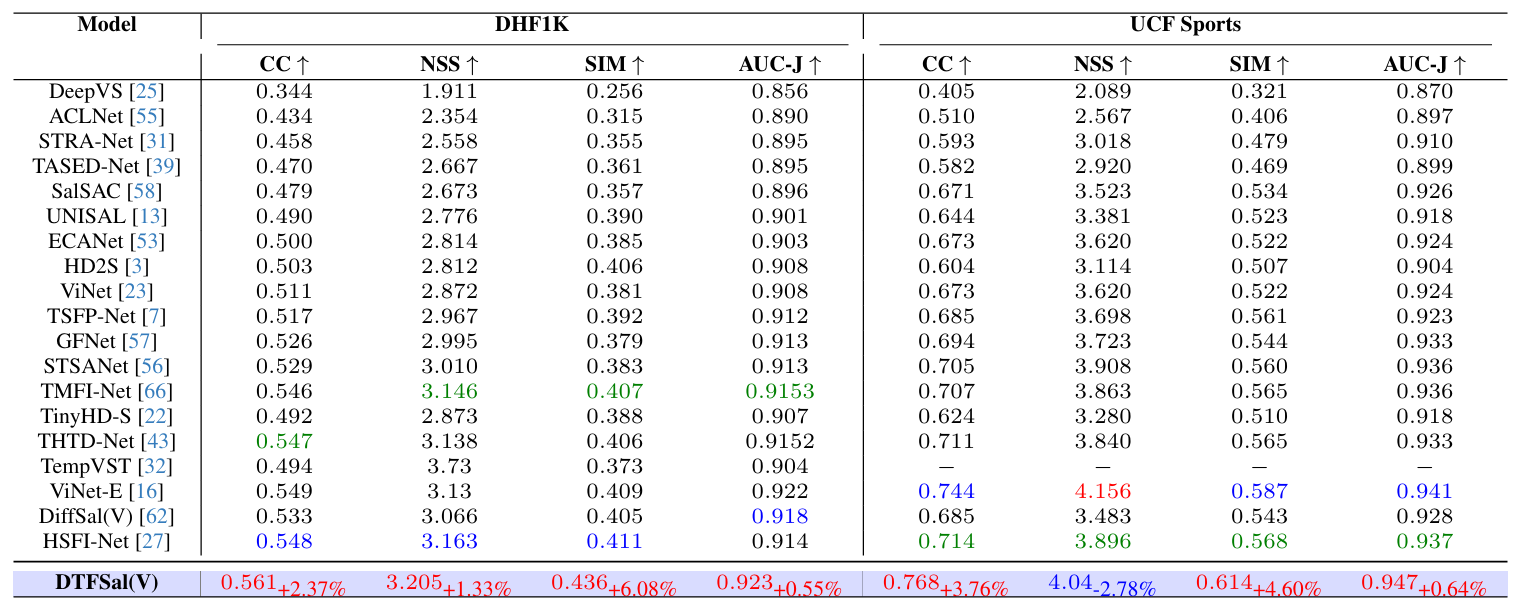 Model DHF1K UCF Sports
CC ↑ NSS ↑ SIM ↑ AUC-J ↑ CC ↑ NSS ↑ SIM ↑ AUC-J ↑
DeepVS [25] 0.344 1.911 0.256 0.856 0.405 2.089 0.321 0.870
ACLNet [55] 0.434 2.354 0.315 0.890 0.510 2.567 0.406 0.897
STRA-Net [31] 0.458 2.558 0.355 0.895 0.593 3.018 0.479 0.910
TASED-Net [39] 0.470 2.667 0.361 0.895 0.582 2.920 0.469 0.899
SalSAC [58] 0.479 2.673 0.357 0.896 0.671 3.523 0.534 0.926
UNISAL [13] 0.490 2.776 0.390 0.901 0.644 3.381 0.523 0.918
ECANet [53] 0.500 2.814 0.385 0.903 0.673 3.620 0.522 0.924
HD2S [3] 0.503 2.812 0.406 0.908 0.604 3.114 0.507 0.904
ViNet [23] 0.511 2.872 0.381 0.908 0.673 3.620 0.522 0.924
TSFP-Net [7] 0.517 2.967 0.392 0.912 0.685 3.698 0.561 0.923
GFNet [57] 0.526 2.995 0.379 0.913 0.694 3.723 0.544 0.933
STSANet [56] 0.529 3.010 0.383 0.913 0.705 3.908 0.560 0.936
TMFI-Net [66] 0.546 3.146 0.407 0.9153 0.707 3.863 0.565 0.936
TinyHD-S [22] 0.492 2.873 0.388 0.907 0.624 3.280 0.510 0.918
THTD-Net [43] 0.547 3.138 0.406 0.9152 0.711 3.840 0.565 0.933
TempVST [32] 0.494 3.73 0.373 0.904 − − − −
ViNet-E [16] 0.549 3.13 0.409 0.922 0.744 4.156 0.587 0.941
DiffSal(V) [62] 0.533 3.066 0.405 0.918 0.685 3.483 0.543 0.928
HSFI-Net [27] 0.548 3.163 0.411 0.914 0.714 3.896 0.568 0.937
DTFSal(V) 0.561+2.37% 3.205+1.33% 0.436+6.08% 0.923+0.55% 0.768+3.76% 4.04-2.78% 0.614+4.60% 0.947+0.64%